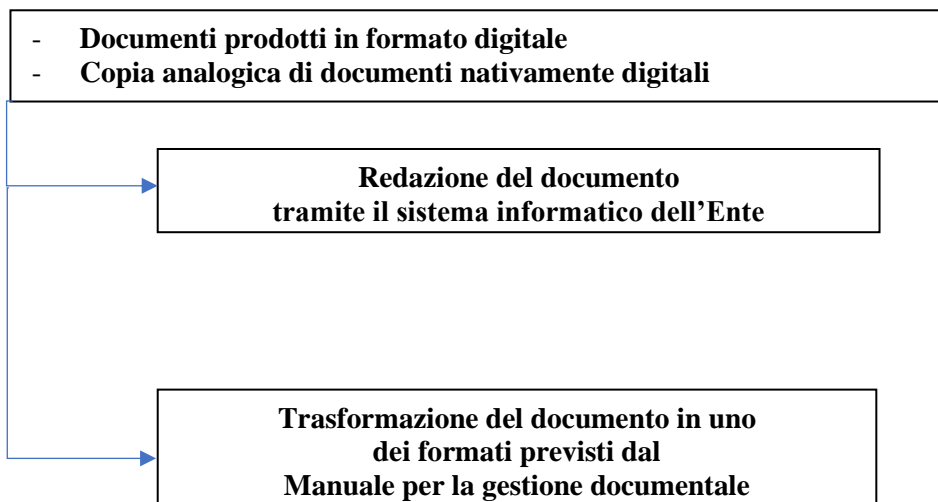 - Documenti prodotti in formato digitale
- Copia analogica di documenti nativamente digitali
Redazione del documento
tramite il sistema informatico dell’Ente
Trasformazione del documento in uno
dei formati previsti dal
Manuale per la gestione documentale